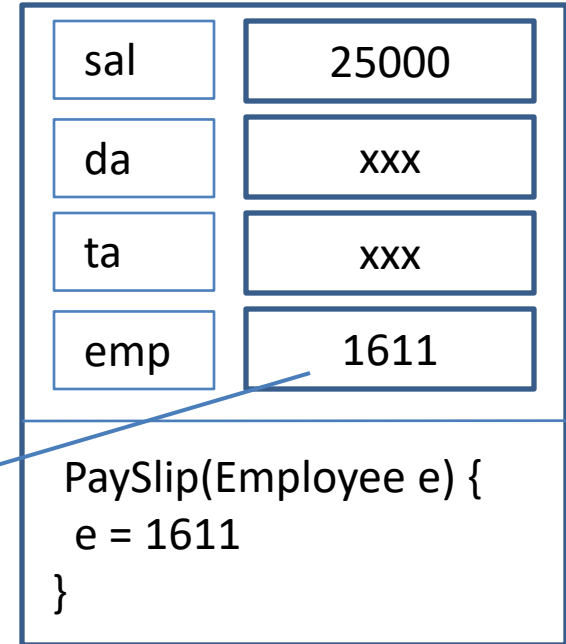 sal 25000
da xxx
ta xxx
emp 1611
PaySlip(Employee e) {
e = 1611
}